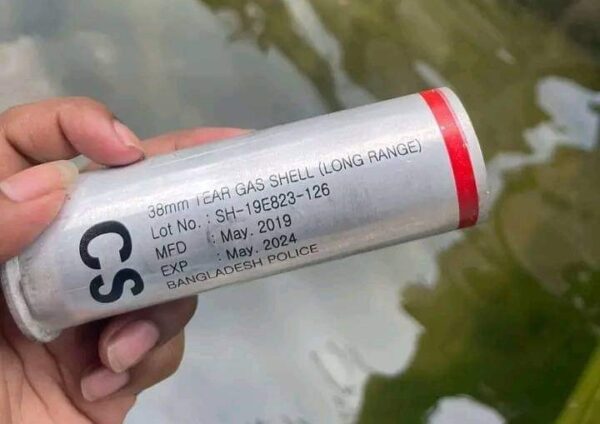 CS
38mm TEAR GAS SHELL (LONG RANGE)
Lot No. : SH-19E823-126
MFD : May. 2019
EXP : May. 2024
BANGLADESH POLICE